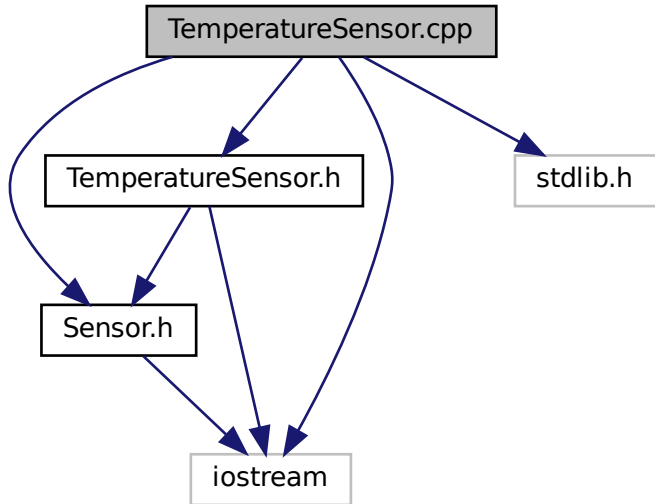 TemperatureSensor.cpp
TemperatureSensor.h
stdlib.h
Sensor.h
iostream